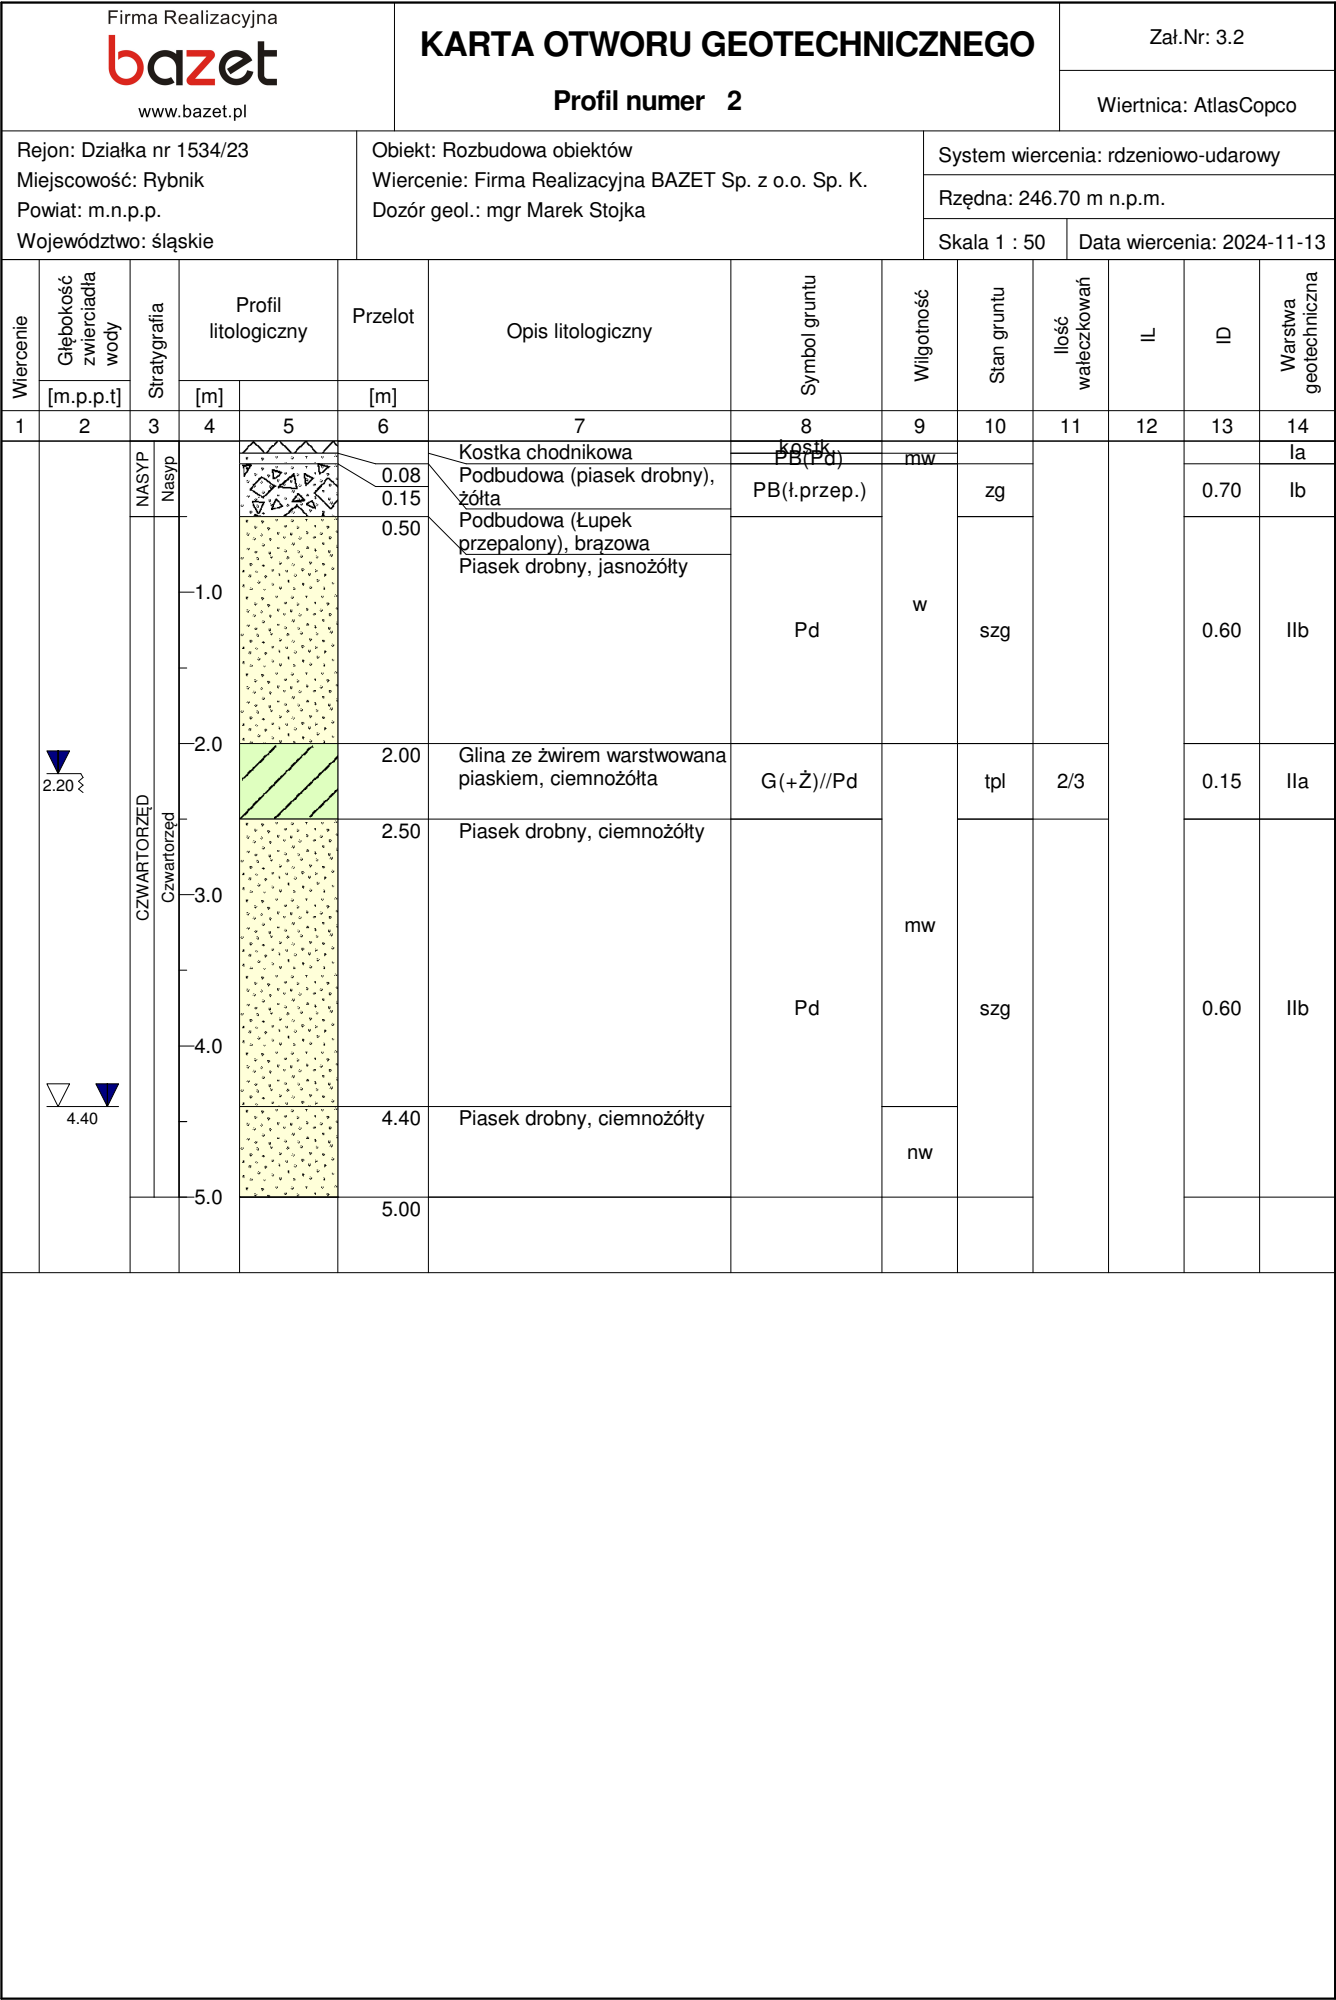 Firma Realizacyjna
bazet
www.bazet.pl
KARTA OTWORU GEOTECHNICZNEGO
Profil numer 2
Zał.Nr: 3.2
Wiertnica: AtlasCopco
Rejon: Działka nr 1534/23
Miejscowość: Rybnik
Powiat: m.n.p.p.
Województwo: śląskie
Obiekt: Rozbudowa obiektów
Wiercenie: Firma Realizacyjna BAZET Sp. z o.o. Sp. K.
Dozór geol.: mgr Marek Stojka
System wiercenia: rdzeniowo-udarowy
Rzędna: 246.70 m n.p.m.
Skala 1 : 50
Data wiercenia: 2024-11-13
Wiercenie
Głębokość
zwierciadła
wody
[m.p.p.t]
Stratygrafia
Profil
litologiczny
[m]
Przelot
[m]
Opis litologiczny
Symbol gruntu
Wilgotność
Stan gruntu
Ilość
wałeczkowań
IL
ID
Warstwa
geotechniczna
1 2 3 4 5 6 7 8 9 10 11 12 13 14
NASYP
Nasyp
Kostka chodnikowa
kostk.
PB(Pd)
mw
Ia
0.08
Podbudowa (piasek drobny),
żółta
0.15
PB(ł.przep.)
zg
0.70
Ib
0.50
Podbudowa (Łupek
przepalony), brązowa
Piasek drobny, jasnożółty
1.0
w
Pd
szg
0.60
IIb
2.0
2.00
Glina ze żwirem warstwowana
piaskiem, ciemnożółta
2.20
G(+Ż)//Pd
tpl
2/3
0.15
IIa
CZWARTORZĘD
Czwartorzęd
2.50
Piasek drobny, ciemnożółty
3.0
mw
Pd
szg
0.60
IIb
4.0
4.40
4.40
Piasek drobny, ciemnożółty
nw
5.0
5.00